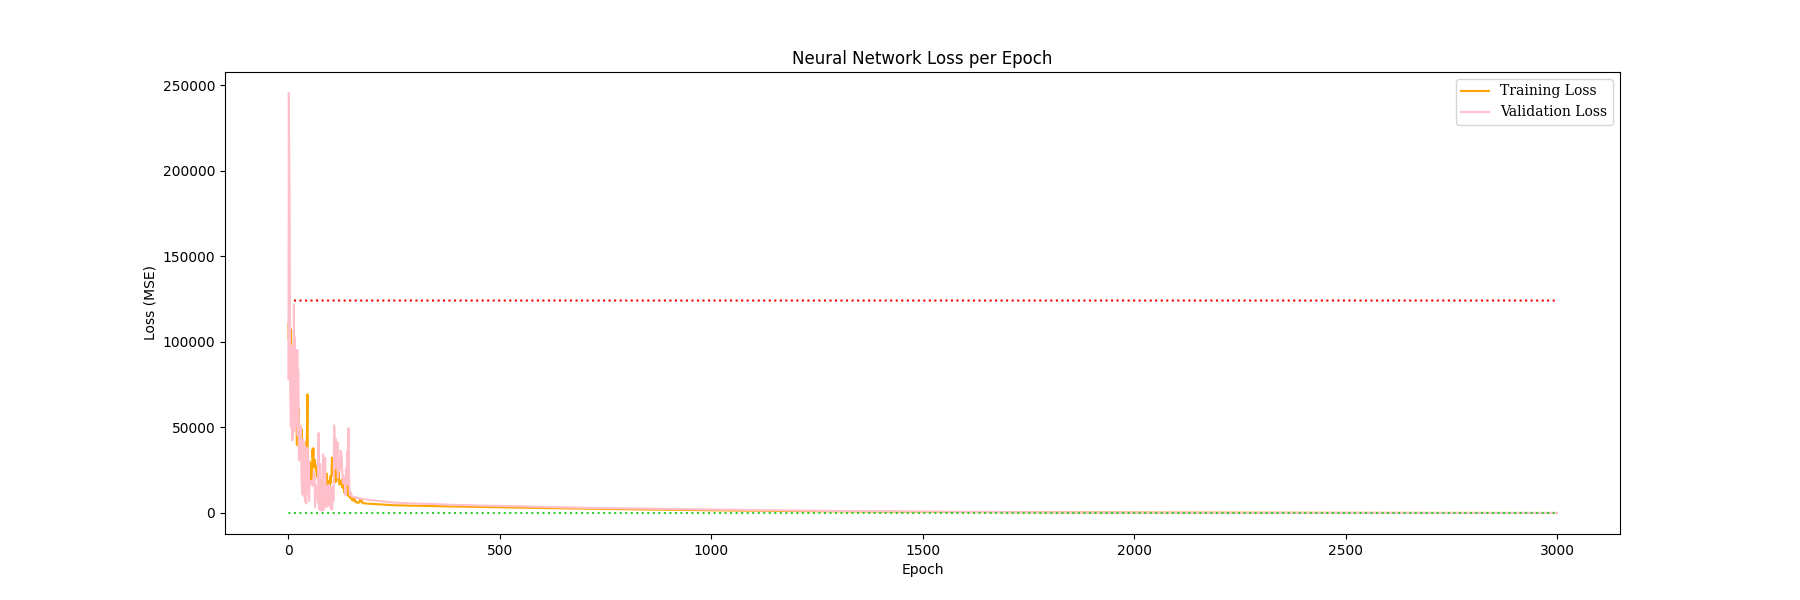 Neural Network Loss per Epoch
250000
200000
150000
100000
50000
0
Loss (MSE)
Training Loss
Validation Loss
0
500
1000
1500
2000
2500
3000
Epoch